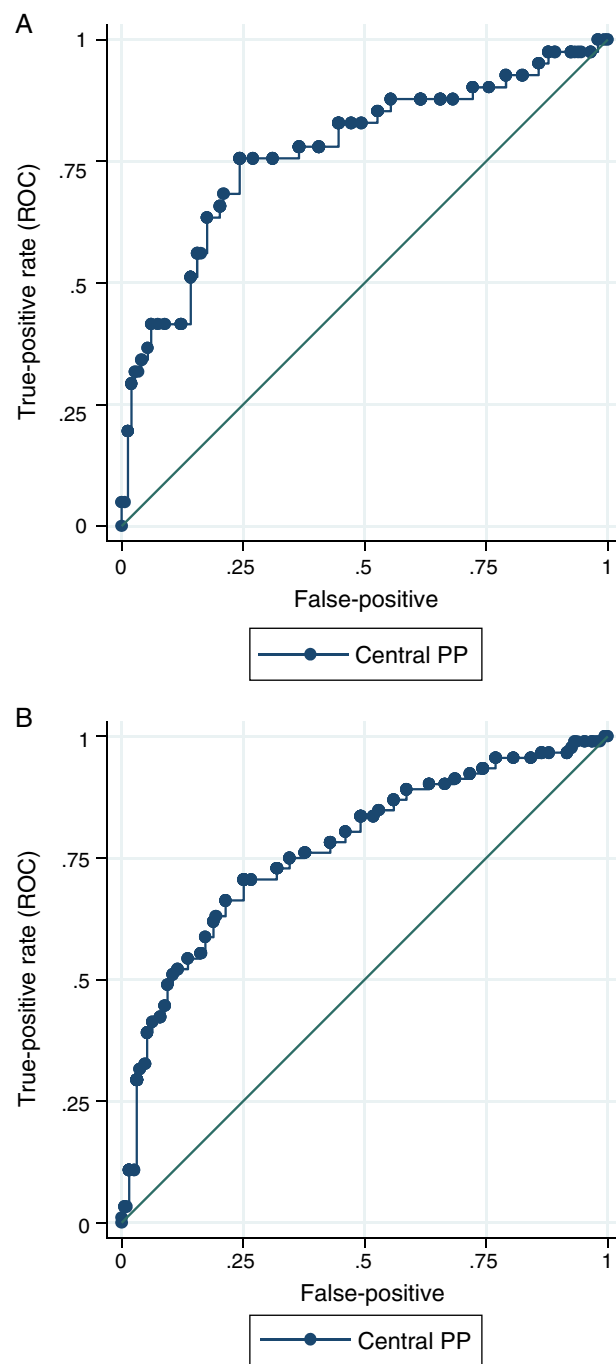 A
1
.75
.5
.25
0
True-positive rate (ROC)
0 .25 .5 .75 1
False-positive
Central PP
B
1
.75
.5
.25
0
True-positive rate (ROC)
0 .25 .5 .75 1
False-positive
Central PP